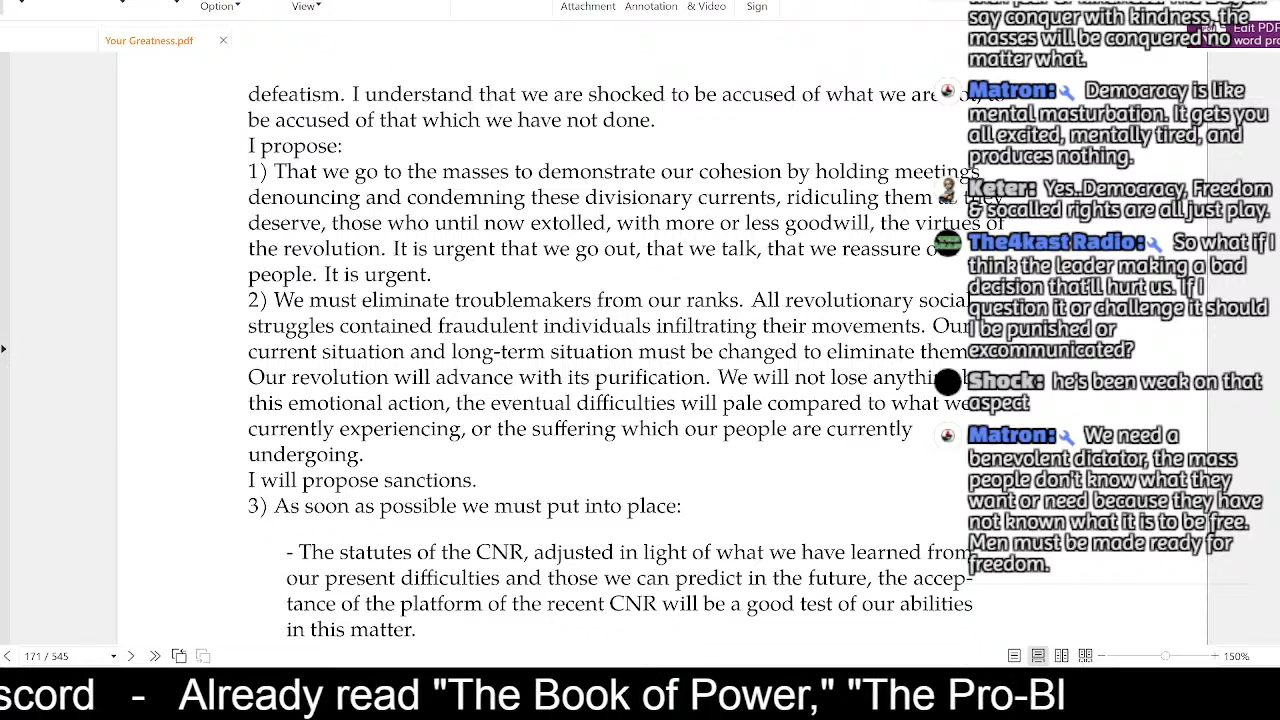 Option
View
Attachment Annotation & Video
Sign
Your Greatness.pdf
Edit PDF
word pro
defeatism. I understand that we are shocked to be accused of what we are
be accused of that which we have not done.
I propose:
1) That we go to the masses to demonstrate our cohesion by holding meetings
denouncing and condemning these divisionary currents, ridiculing them as they
deserve, those who until now extolled, with more or less goodwill, the virtues of
the revolution. It is urgent that we go out, that we talk, that we reassure
people. It is urgent.
2) We must eliminate troublemakers from our ranks. All revolutionary social
struggles contained fraudulent individuals infiltrating their movements. Our
current situation and long-term situation must be changed to eliminate them
Our revolution will advance with its purification. We will not lose
this emotional action, the eventual difficulties will pale compared to what we
currently experiencing, or the suffering which our people are currently
undergoing.
I will propose sanctions.
3) As soon as possible we must put into place:
- The statutes of the CNR, adjusted in light of what we have learned from
our present difficulties and those we can predict in the future, the accep-
tance of the platform of the recent CNR will be a good test of our abilities
in this matter.
say conquer with kindness, the
masses will be conquered no
matter what.
Matron: Democracy is like
mental masturbation. It gets you
all excited, mentally tired, and
produces nothing.
Keter: Yes..Democracy, Freedom
& socalled rights are all just play.
The4kast Radio: So what if I
think the leader making a bad
decision that'll hurt us. If I
question it or challenge it should
I be punished or
excommunicated?
Shock: he's been weak on that
aspect
Matron: We need a
benevolent dictator, the mass
people don't know what they
want or need because they have
not known what it is to be free.
Men must be made ready for
freedom.
171 / 545
150%
scord - Already read "The Book of Power," "The Pro-Bl